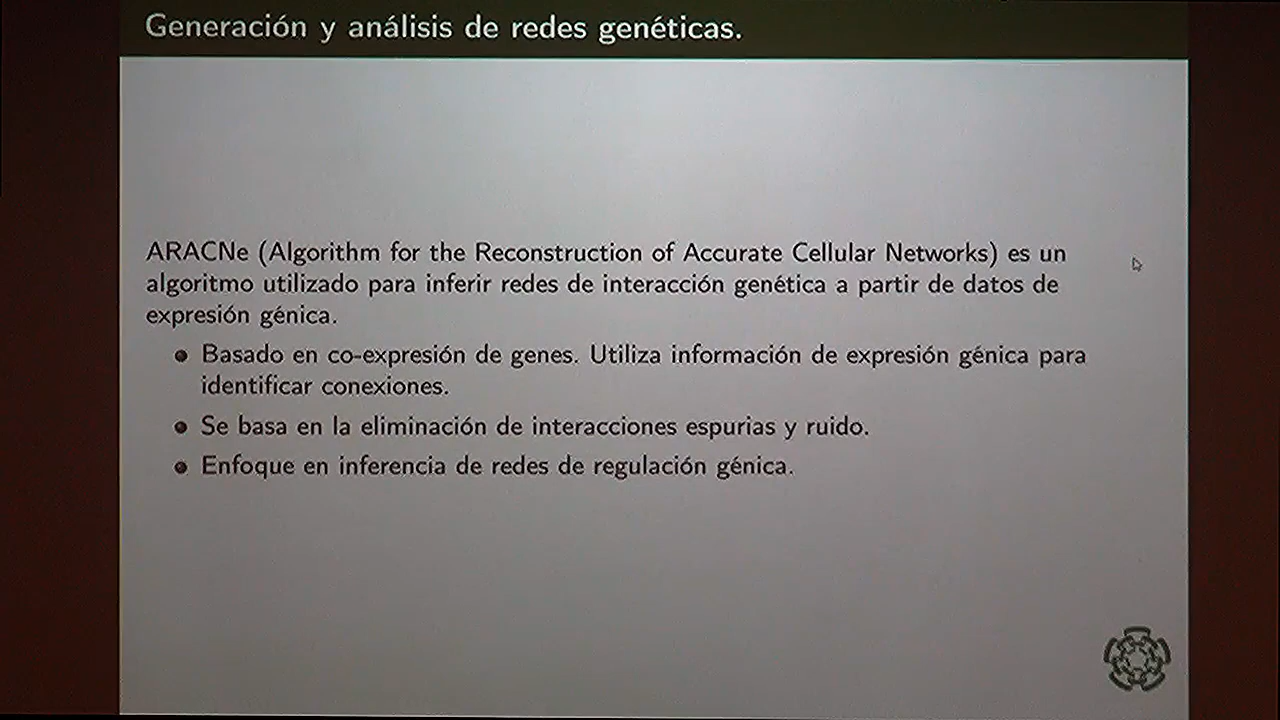 Generación y análisis de redes genéticas.
ARACNe (Algorithm for the Reconstruction of Accurate Cellular Networks) es un
algoritmo utilizado para inferir redes de interacción genética a partir de datos de
expresión génica.
Basado en co-expresión de genes. Utiliza información de expresión génica para
identificar conexiones.
Se basa en la eliminación de interacciones espurias y ruido.
Enfoque en inferencia de redes de regulación génica.